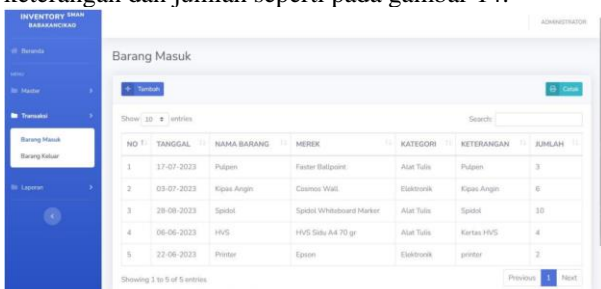 keterangan dan jumlah seperti pada gambar 14.
INVENTORY SMAN
BABAKANCIKAO
ADMINISTRATOR
Beranda
Barang Masuk
MENU
Master
+ Tambah
Cetak
Transaksi
Show 10 entries
Search:
Barang Masuk
Barang Keluar
NO TANGGAL NAMA BARANG MEREK KATEGORI KETERANGAN JUMLAH
1 17-07-2023 Pulpen Faster Ballpoint Alat Tulis Pulpen 3
2 03-07-2023 Kipas Angin Cosmos Wall Elektronik Kipas Angin 6
Laporan
3 28-08-2023 Spidol Spidol Whiteboard Marker Alat Tulis Spidol 10
4 06-06-2023 HVS HVS Sidu A4 70 gr Alat Tulis Kertas HVS 4
5 22-06-2023 Printer Epson Elektronik printer 2
Showing 1 to 5 of 5 entries
Previous 1 Next